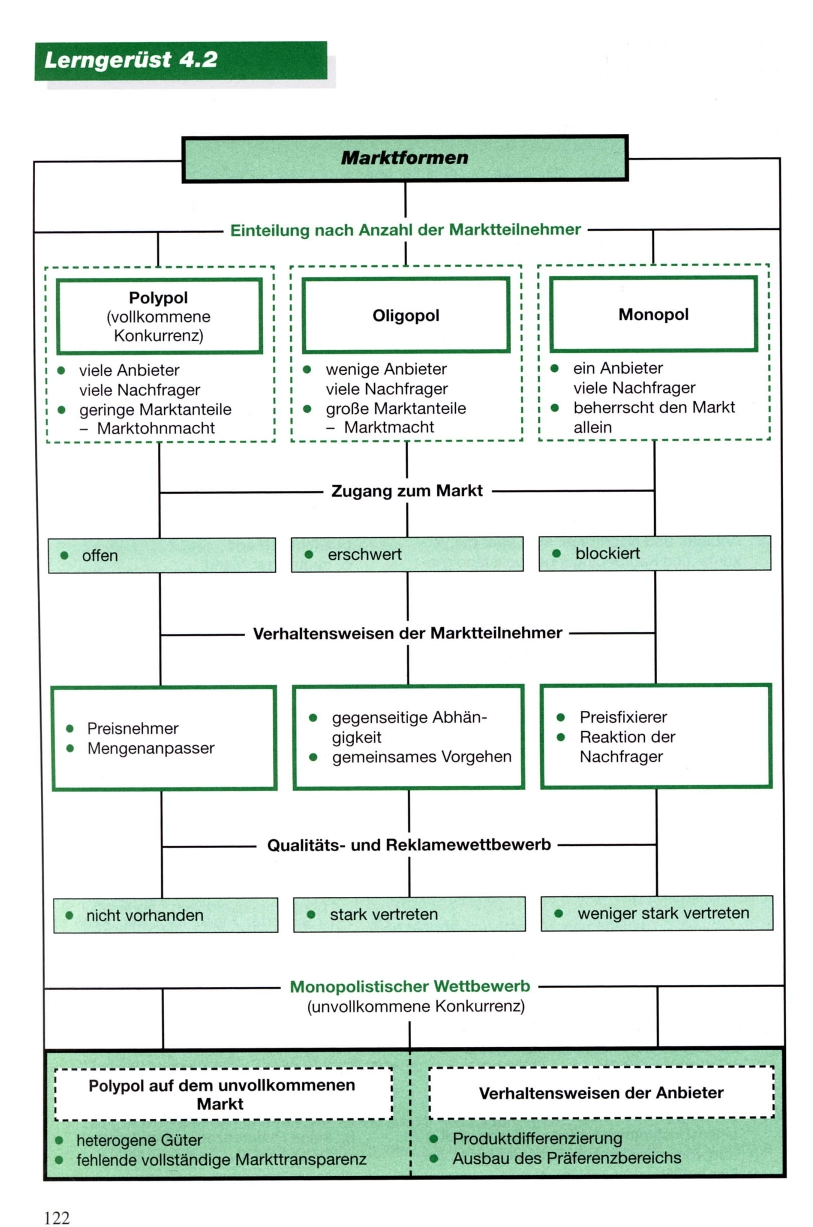 Lerngerüst 4.2
Marktformen
Einteilung nach Anzahl der Marktteilnehmer
Polypol
(vollkommene
Konkurrenz)
• viele Anbieter
viele Nachfrager
• geringe Marktanteile
– Marktohnmacht
Oligopol
• wenige Anbieter
viele Nachfrager
• große Marktanteile
– Marktmacht
Monopol
• ein Anbieter
viele Nachfrager
• beherrscht den Markt
allein
Zugang zum Markt
• offen
• erschwert
• blockiert
Verhaltensweisen der Marktteilnehmer
• Preisnehmer
• Mengenanpasser
• gegenseitige Abhän-
gigkeit
• gemeinsames Vorgehen
• Preisfixierer
• Reaktion der
Nachfrager
Qualitäts- und Reklamewettbewerb
• nicht vorhanden
• stark vertreten
• weniger stark vertreten
Monopolistischer Wettbewerb
(unvollkommene Konkurrenz)
Polypol auf dem unvollkommenen
Markt
• heterogene Güter
• fehlende vollständige Markttransparenz
Verhaltensweisen der Anbieter
• Produktdifferenzierung
• Ausbau des Präferenzbereichs
122